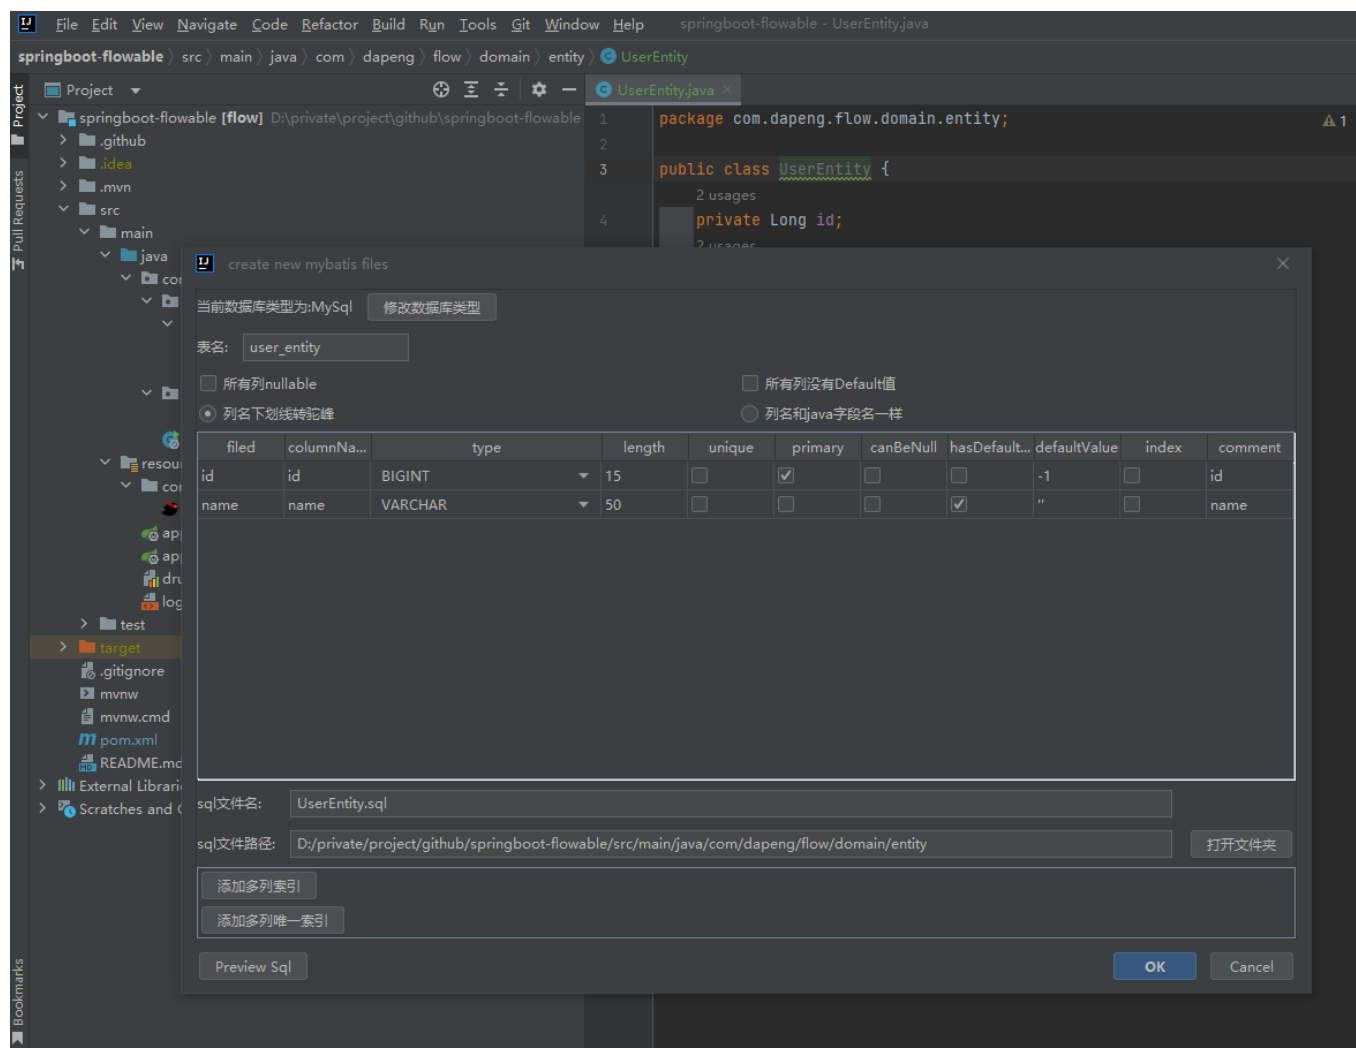 File Edit View Navigate Code Refactor Build Run Tools Git Window Help springboot-flowable - UserEntity.java
springboot-flowable src main java com dapeng flow domain entity UserEntity
Project
UserEntity.java
Project
Pull Requests
Bookmarks
springboot-flowable [flow] D:\private\project\github\springboot-flowable
.github
.idea
.mvn
src
main
java
test
target
.gitignore
mvnw
mvnw.cmd
pom.xml
External Librari
Scratches and
1 package com.dapeng.flow.domain.entity;
1
2
3 public class UserEntity {
2 usages
4 private Long id;
2 usages
create new mybatis files
当前数据库类型为:MySql 修改数据库类型
表名: user_entity
所有列nullable 所有列没有Default值
列名下划线转驼峰 列名和java字段名一样
filed columnNa... type length unique primary canBeNull hasDefault... defaultValue index comment
id id BIGINT 15 -1 id
name name VARCHAR 50 '' name
sql文件名: UserEntity.sql
sql文件路径: D:/private/project/github/springboot-flowable/src/main/java/com/dapeng/flow/domain/entity 打开文件夹
添加多列索引
添加多列唯一索引
Preview Sql OK Cancel